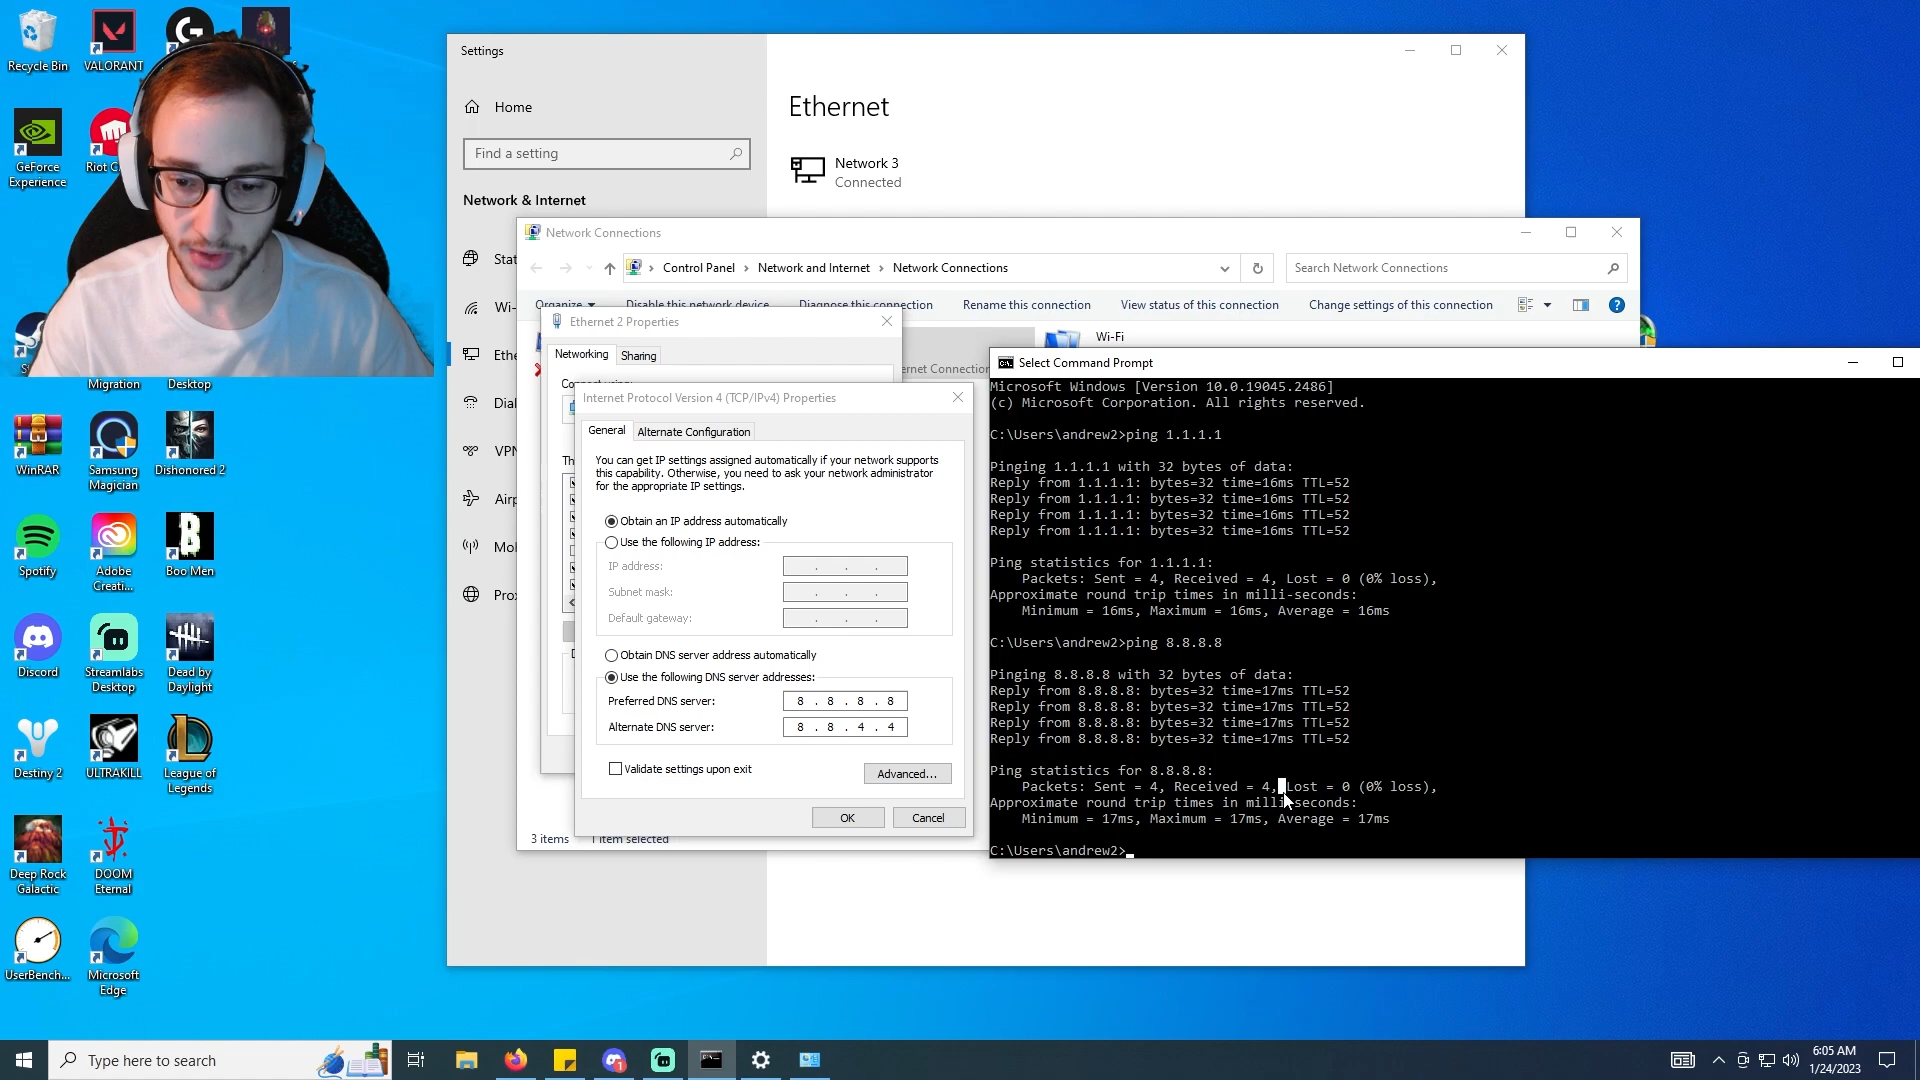 Recycle Bin
VALORANT
GeForce Experience
Riot C
Migration
Desktop
WinRAR
Samsung Magician
Dishonored 2
Spotify
Adobe Creati...
Boo Men
Discord
Streamlabs Desktop
Dead by Daylight
Destiny 2
ULTRAKILL
League of Legends
Deep Rock Galactic
DOOM Eternal
UserBench...
Microsoft Edge
Settings
Home
Find a setting
Network & Internet
Stat
Wi-
Ethe
Dial
VPN
Airp
Mob
Prox
Ethernet
Network 3
Connected
Network Connections
Control Panel > Network and Internet > Network Connections
Search Network Connections
Organize
Disable this network device
Diagnose this connection
Rename this connection
View status of this connection
Change settings of this connection
Wi-Fi
ernet Connection
3 items
1 item selected
Ethernet 2 Properties
Networking
Sharing
Connect using:
Th
Internet Protocol Version 4 (TCP/IPv4) Properties
General
Alternate Configuration
You can get IP settings assigned automatically if your network supports
this capability. Otherwise, you need to ask your network administrator
for the appropriate IP settings.
Obtain an IP address automatically
Use the following IP address:
IP address:
Subnet mask:
Default gateway:
Obtain DNS server address automatically
Use the following DNS server addresses:
Preferred DNS server: 8 . 8 . 8 . 8
Alternate DNS server: 8 . 8 . 4 . 4
Validate settings upon exit
Advanced...
OK
Cancel
Select Command Prompt
Microsoft Windows [Version 10.0.19045.2486]
(c) Microsoft Corporation. All rights reserved.
C:\Users\andrew2>ping 1.1.1.1
Pinging 1.1.1.1 with 32 bytes of data:
Reply from 1.1.1.1: bytes=32 time=16ms TTL=52
Reply from 1.1.1.1: bytes=32 time=16ms TTL=52
Reply from 1.1.1.1: bytes=32 time=16ms TTL=52
Reply from 1.1.1.1: bytes=32 time=16ms TTL=52
Ping statistics for 1.1.1.1:
Packets: Sent = 4, Received = 4, Lost = 0 (0% loss),
Approximate round trip times in milli-seconds:
Minimum = 16ms, Maximum = 16ms, Average = 16ms
C:\Users\andrew2>ping 8.8.8.8
Pinging 8.8.8.8 with 32 bytes of data:
Reply from 8.8.8.8: bytes=32 time=17ms TTL=52
Reply from 8.8.8.8: bytes=32 time=17ms TTL=52
Reply from 8.8.8.8: bytes=32 time=17ms TTL=52
Reply from 8.8.8.8: bytes=32 time=17ms TTL=52
Ping statistics for 8.8.8.8:
Packets: Sent = 4, Received = 4, Lost = 0 (0% loss),
Approximate round trip times in milli-seconds:
Minimum = 17ms, Maximum = 17ms, Average = 17ms
C:\Users\andrew2>
Type here to search
6:05 AM
1/24/2023